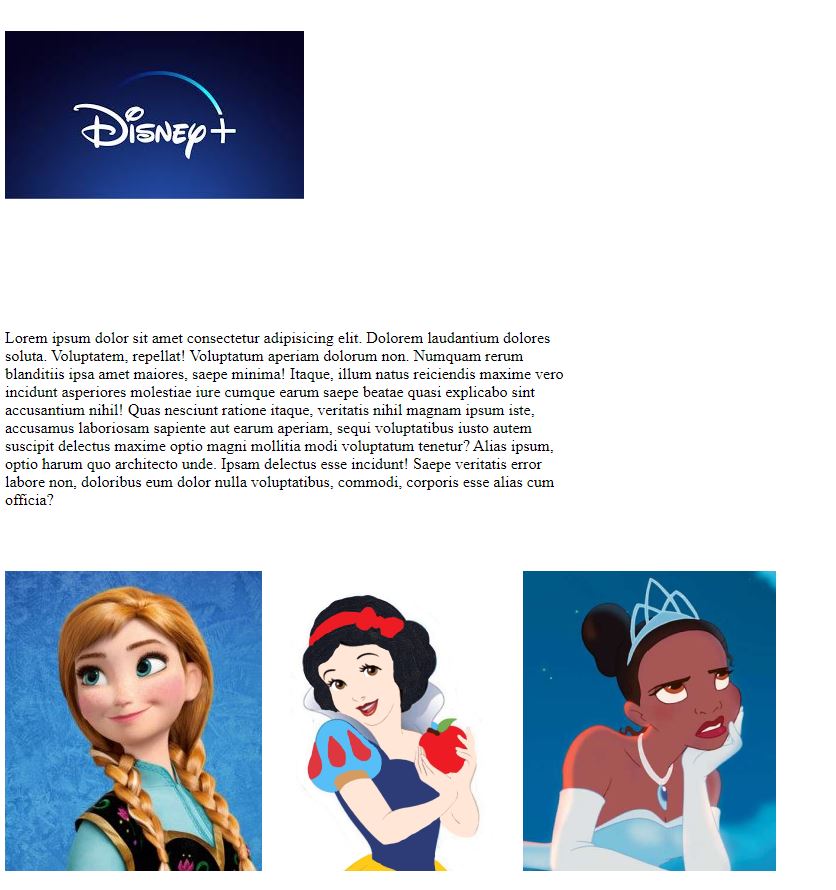 Disney+
Lorem ipsum dolor sit amet consectetur adipisicing elit. Dolorem laudantium dolores
soluta. Voluptatem, repellat! Voluptatum aperiam dolorum non. Numquam rerum
blanditiis ipsa amet maiores, saepe minima! Itaque, illum natus reiciendis maxime vero
incidunt asperiores molestiae iure cumque earum saepe beatae quasi explicabo sint
accusantium nihil! Quas nesciunt ratione itaque, veritatis nihil magnam ipsum iste,
accusamus laboriosam sapiente aut earum aperiam, sequi voluptatibus iusto autem
suscipit delectus maxime optio magni mollitia modi voluptatum tenetur? Alias ipsum,
optio harum quo architecto unde. Ipsam delectus esse incidunt! Saepe veritatis error
labore non, doloribus eum dolor nulla voluptatibus, commodi, corporis esse alias cum
officia?